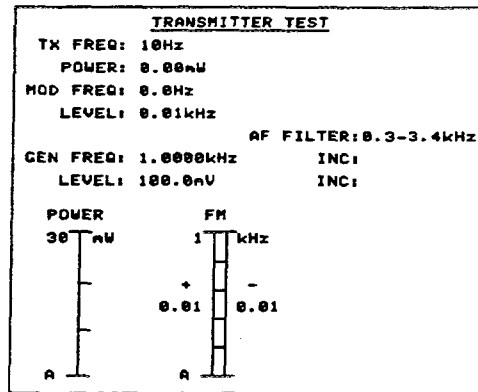 TRANSMITTER TEST
TX FREQ: 10Hz
POWER: 0.00mW
MOD FREQ: 0.0Hz
LEVEL: 0.01kHz
AF FILTER:0.3-3.4kHz
GEN FREQ: 1.0000kHz INC:
LEVEL: 100.0mV INC:
POWER FM
30 mW 1 kHz
+ -
0.01 0.01
A A